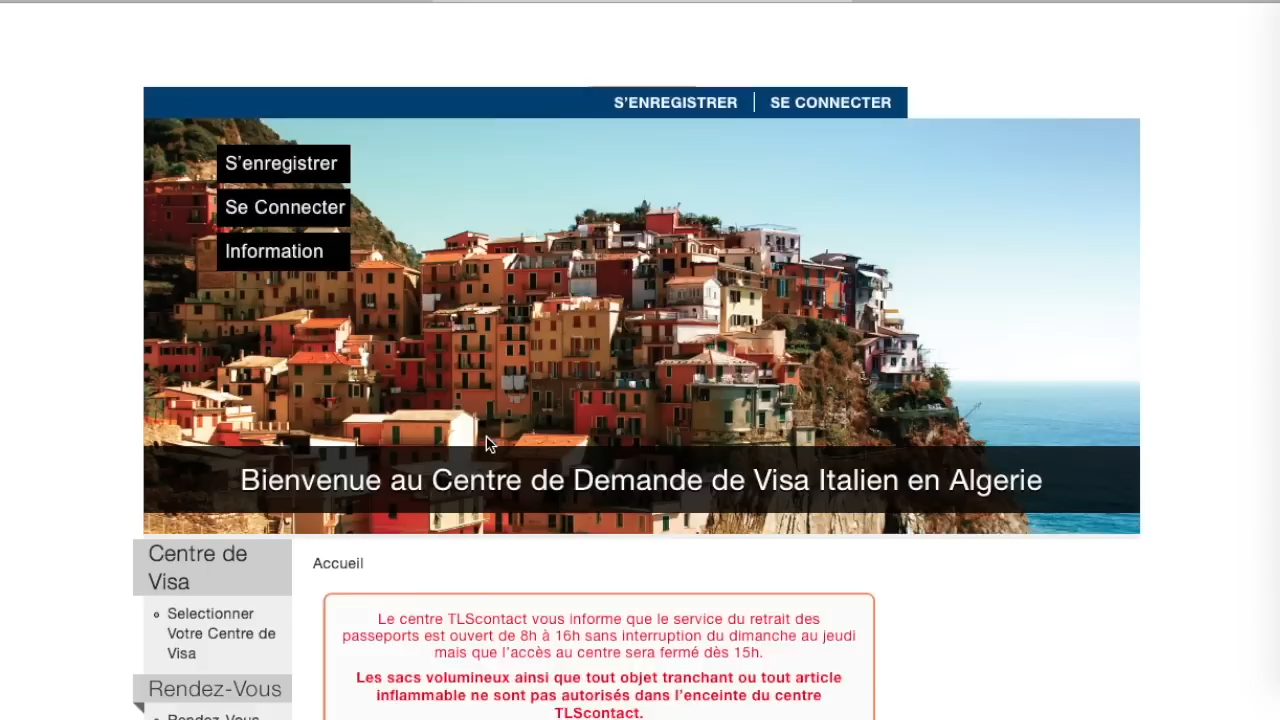 S'ENREGISTRER
SE CONNECTER
S'enregistrer
Se Connecter
Information
Bienvenue au Centre de Demande de Visa Italien en Algerie
Centre de
Visa
Selectionner
Votre Centre de
Visa
Rendez-Vous
Rendez-Vous
Accueil
Le centre TLScontact vous informe que le service du retrait des
passeports est ouvert de 8h à 16h sans interruption du dimanche au jeudi
mais que l'accès au centre sera fermé dès 15h.
Les sacs volumineux ainsi que tout objet tranchant ou tout article
inflammable ne sont pas autorisés dans l'enceinte du centre
TLScontact.